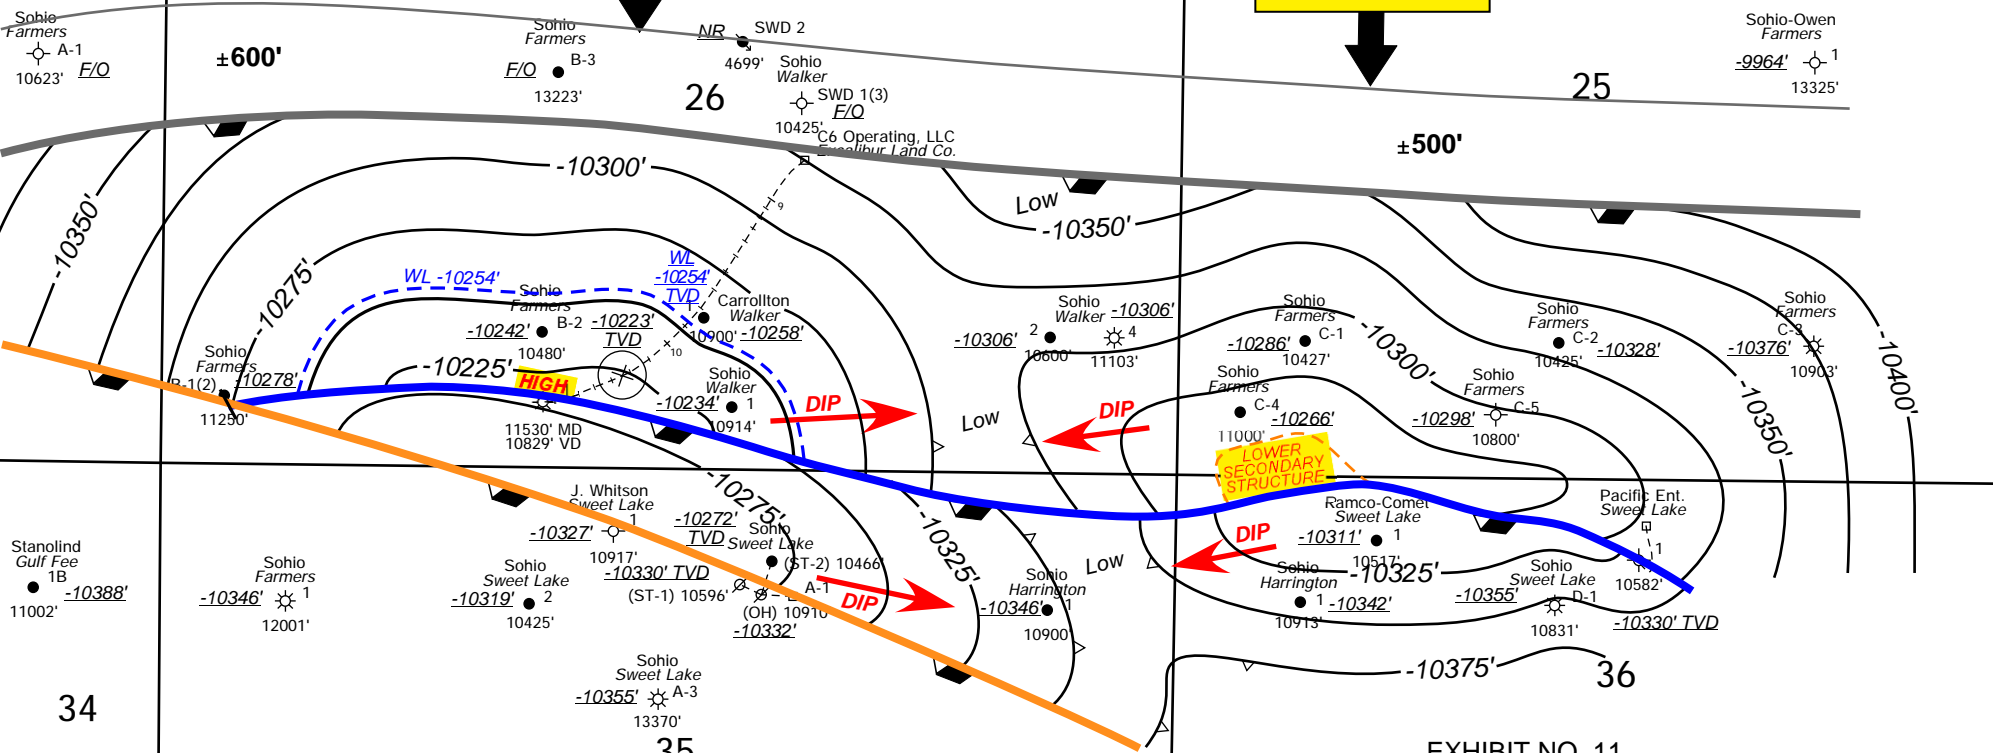 Sohio
Farmers
A-1
10623'
F/O
±600'
Sohio
Farmers
B-3
F/O
13223'
NR
SWD 2
4699'
26
Sohio
Walker
SWD 1(3)
F/O
10425'
C6 Operating, LLC
Excalibur Land Co.
25
Sohio-Owen
Farmers
-9964'
1
13325'
±500'
-10300'
-10350'
-10275'
9
Low
-10350'
WL -10254'
WL
-10254'
TVD
Sohio
Farmers
B-2
-10242'
10480'
-10223'
TVD
1
Carrollton
Walker
10900'
-10258'
10
-10225'
HIGH
11530' MD
10829' VD
Sohio
Farmers
B-1(2)
-10278'
11250'
Sohio
Walker
-10234'
1
10914'
DIP
Low
-10306'
2
Sohio
Walker
-10306'
4
10600'
11103'
DIP
Sohio
Farmers
C-1
-10286'
10427'
Sohio
Farmers
C-4
-10266'
11000'
-10300'
Sohio
Farmers
C-2
10425'
-10328'
Sohio
Farmers
C-3
-10376'
10903'
-10400'
-10350'
Sohio
Farmers
C-5
-10298'
10800'
LOWER
SECONDARY
STRUCTURE
Ramco-Comet
Sweet Lake
-10311'
1
10517'
Pacific Ent.
Sweet Lake
1
10582'
-10330' TVD
J. Whitson
Sweet Lake
1
-10327'
10917'
-10275'
-10272'
TVD
Sohio
Sweet Lake
(ST-2) 10466'
-10330' TVD
(ST-1) 10596'
A-1
(OH) 10910'
-10332'
DIP
-10325'
Low
DIP
Stanolind
Gulf Fee
1B
-10388'
11002'
Sohio
Farmers
-10346'
1
12001'
Sohio
Sweet Lake
-10319'
2
10425'
Sohio
Harrington
-10346'
1
10900'
-10325'
Sohio
Harrington
1
-10342'
10913'
Sohio
Sweet Lake
-10355'
D-1
10831'
Sohio
Sweet Lake
-10355'
A-3
13370'
-10375'
36
34
35
EXHIBIT NO. 11